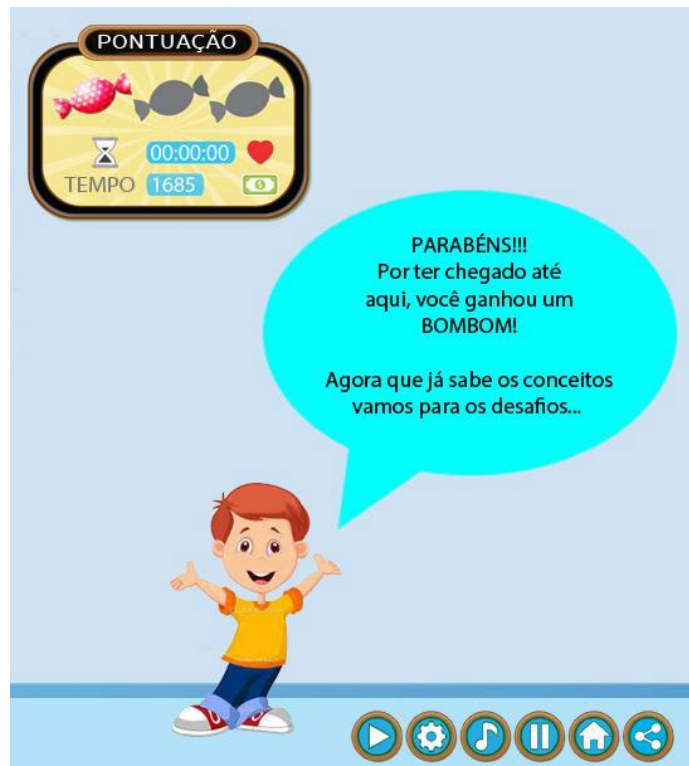 PONTUAÇÃO
00:00:00
TEMPO 1685
PARABÉNS!!!
Por ter chegado até
aqui, você ganhou um
BOMBOM!
Agora que já sabe os conceitos
vamos para os desafios...